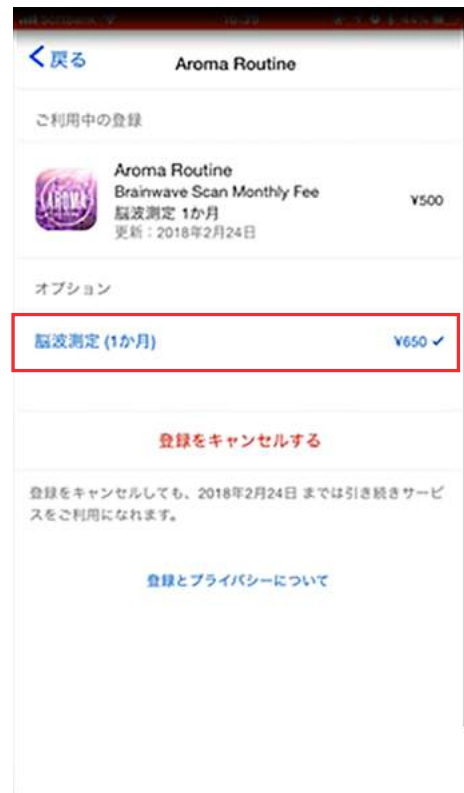 戻る
Aroma Routine
ご利用中の登録
AROMA
Aroma Routine
Brainwave Scan Monthly Fee
脳波測定 1か月
更新：2018年2月24日
¥500
オプション
脳波測定 (1か月)
¥650
登録をキャンセルする
登録をキャンセルしても、2018年2月24日 までは引き続きサービ
スをご利用になれます。
登録とプライバシーについて